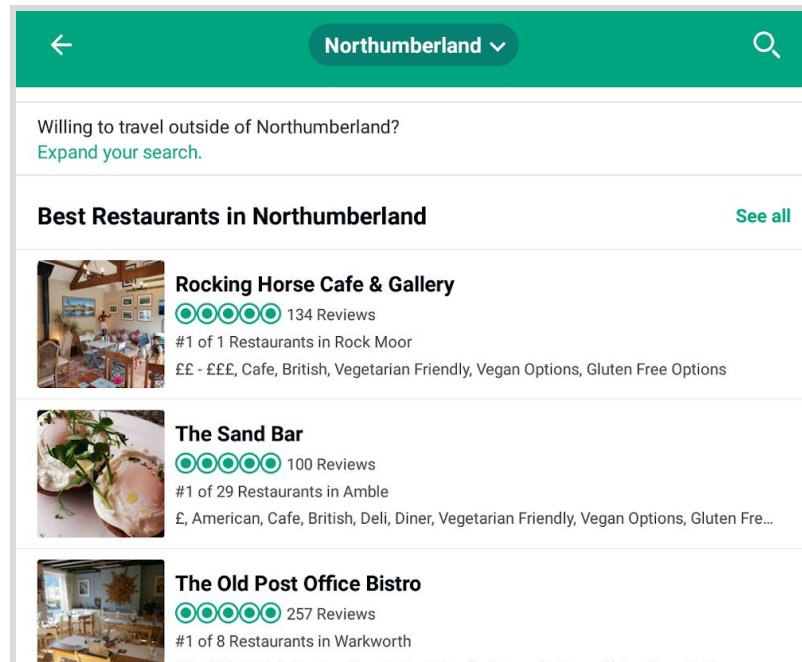 Northumberland
Willing to travel outside of Northumberland?
Expand your search.
Best Restaurants in Northumberland
See all
Rocking Horse Cafe & Gallery
134 Reviews
#1 of 1 Restaurants in Rock Moor
££ - £££, Cafe, British, Vegetarian Friendly, Vegan Options, Gluten Free Options
The Sand Bar
100 Reviews
#1 of 29 Restaurants in Amble
£, American, Cafe, British, Deli, Diner, Vegetarian Friendly, Vegan Options, Gluten Fre...
The Old Post Office Bistro
257 Reviews
#1 of 8 Restaurants in Warkworth